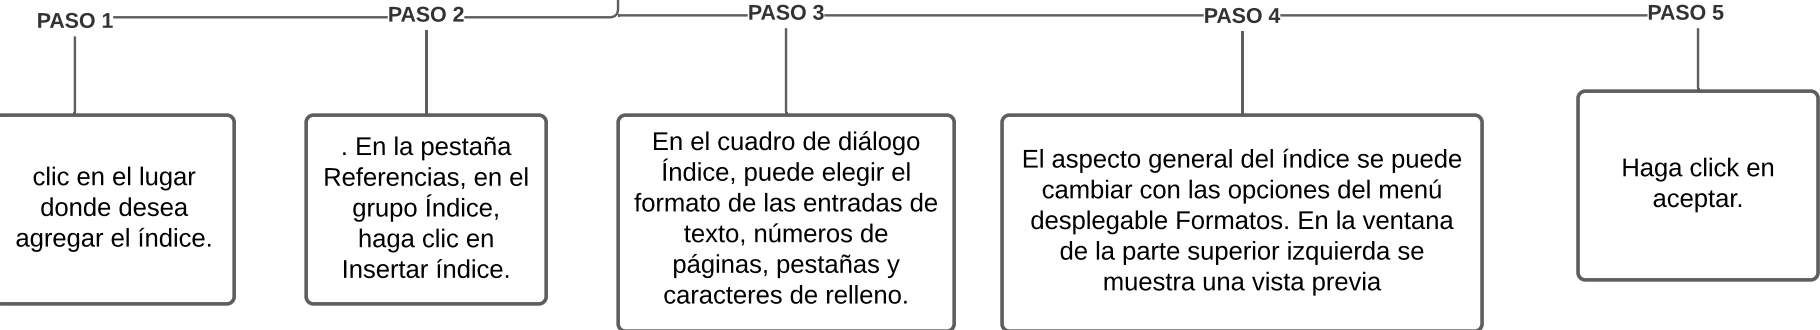 PASO 1
PASO 2
PASO 3
PASO 4
PASO 5
clic en el lugar
donde desea
agregar el índice.
. En la pestaña
Referencias, en el
grupo Índice,
haga clic en
Insertar índice.
En el cuadro de diálogo
Índice, puede elegir el
formato de las entradas de
texto, números de
páginas, pestañas y
caracteres de relleno.
El aspecto general del índice se puede
cambiar con las opciones del menú
desplegable Formatos. En la ventana
de la parte superior izquierda se
muestra una vista previa
Haga click en
aceptar.